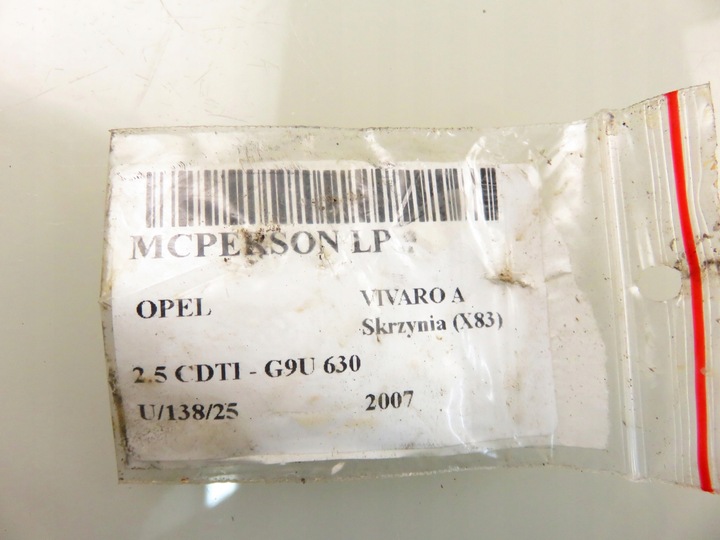 MCPERSON LP
OPEL
VIVARO A
Skrzynia (X83)
2.5 CDTI - G9U 630
U/138/25
2007